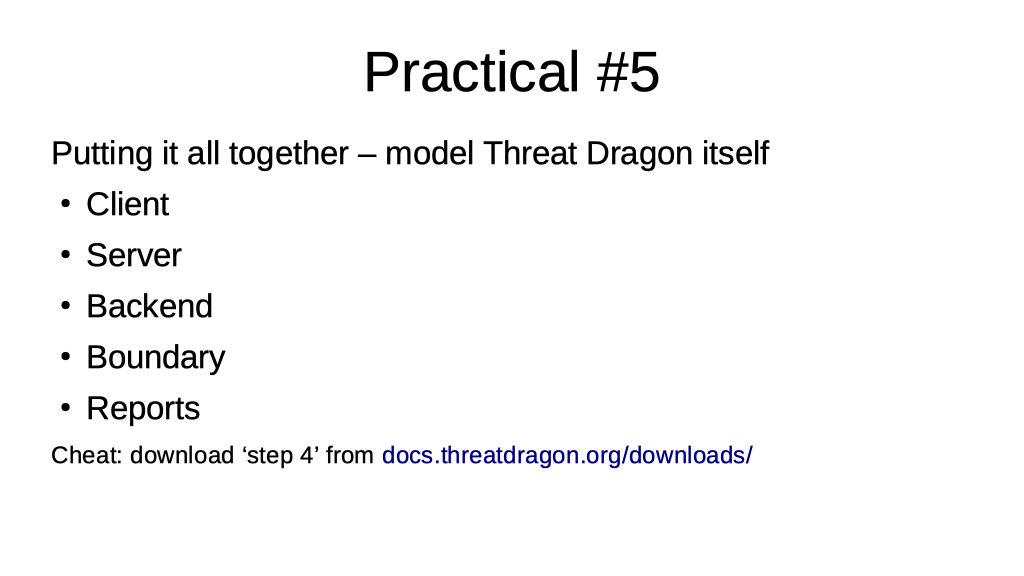 Practical #5
Putting it all together – model Threat Dragon itself
• Client
• Server
• Backend
• Boundary
• Reports
Cheat: download ‘step 4’ from docs.threatdragon.org/downloads/